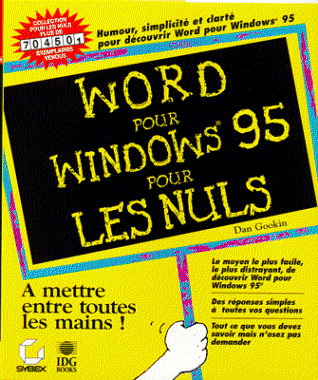 COLLECTION
POUR LES NULS
PLUS DE
704501
EXEMPLAIRES
VENDUS
Humour, simplicité et clarté
pour découvrir Word pour Windows® 95
WORD
POUR
WINDOWS® 95
POUR
LES NULS
Dan Gookin
Le moyen le plus facile,
le plus distrayant, de
découvrir Word pour
Windows 95®
Des réponses simples
à toutes vos questions
Tout ce que vous devez
savoir mais n'osez pas
demander
A mettre
entre toutes
les mains !
SYBEX
IDG
BOOKS